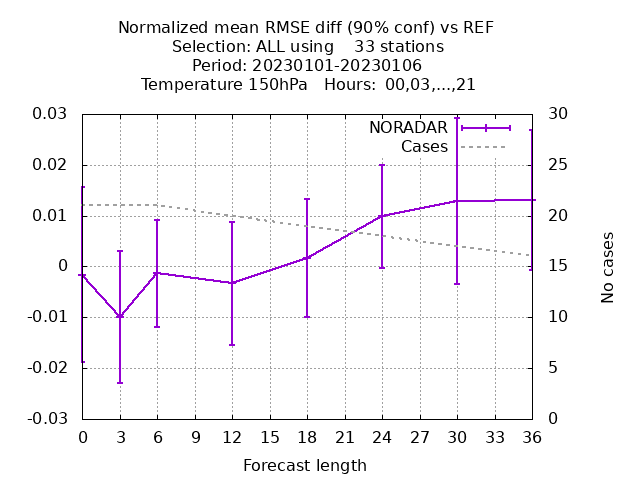 Normalized mean RMSE diff (90% conf) vs REF
Selection: ALL using    33 stations
Period: 20230101-20230106
Temperature 150hPa   Hours: 00,03,...,21
0.03
0.02
0.01
0
-0.01
-0.02
-0.03
NORADAR
Cases
30
25
20
15
10
5
0
No cases
0 3 6 9 12 15 18 21 24 27 30 33 36
Forecast length